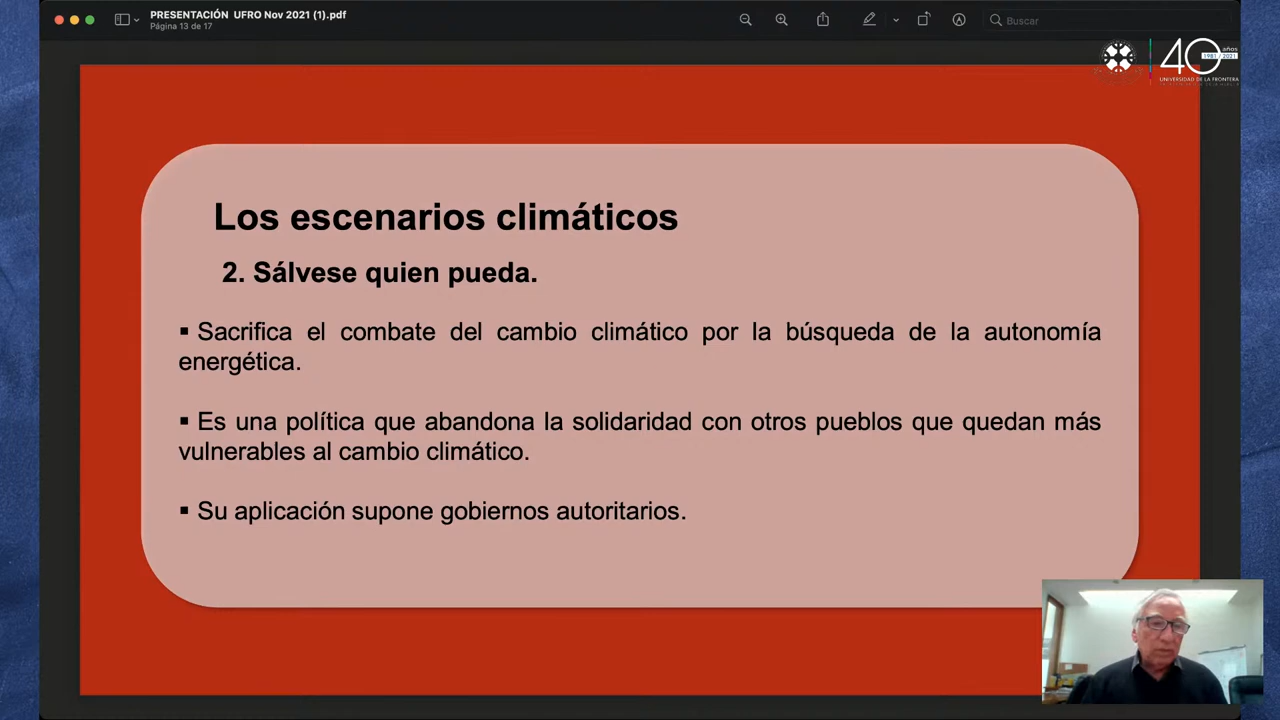 PRESENTACIÓN UFRO Nov 2021 (1).pdf
Página 13 de 17
Buscar
40 años
1981 / 2021
UNIVERSIDAD DE LA FRONTERA
Los escenarios climáticos
2. Sálvese quien pueda.
▪ Sacrifica el combate del cambio climático por la búsqueda de la autonomía
energética.
▪ Es una política que abandona la solidaridad con otros pueblos que quedan más
vulnerables al cambio climático.
▪ Su aplicación supone gobiernos autoritarios.